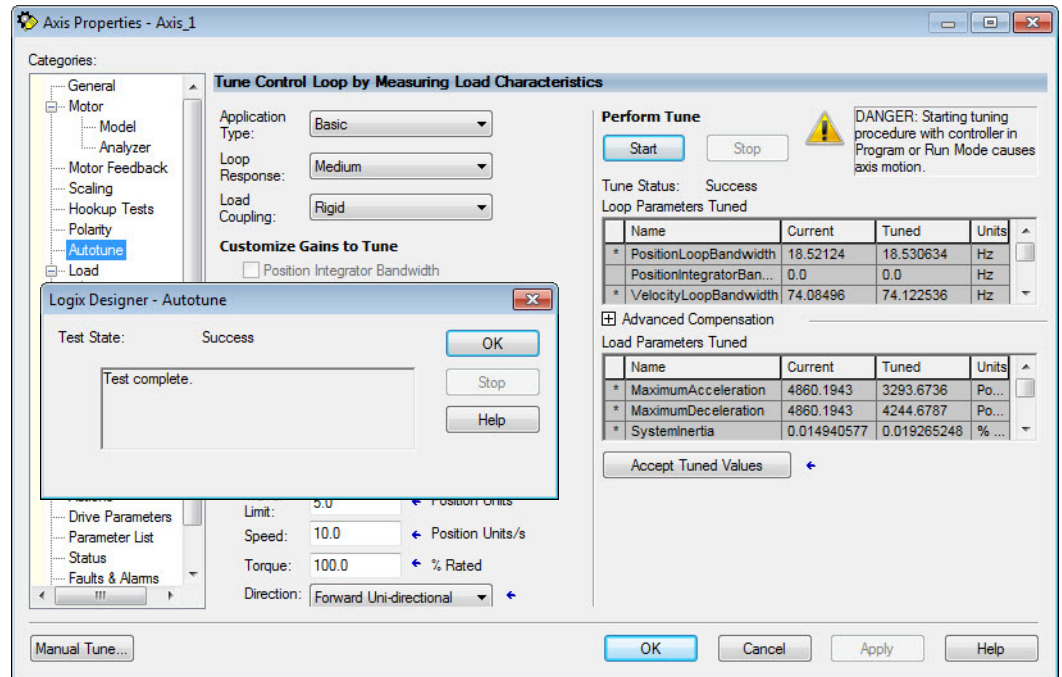 Axis Properties - Axis_1
Categories:
General
Motor
Model
Analyzer
Motor Feedback
Scaling
Hookup Tests
Polarity
Autotune
Load
Tune Control Loop by Measuring Load Characteristics
Application
Type:
Basic
Loop
Response:
Medium
Load
Coupling:
Rigid
Customize Gains to Tune
Position Integrator Bandwidth
Perform Tune
Start
Stop
DANGER: Starting tuning
procedure with controller in
Program or Run Mode causes
axis motion.
Tune Status: Success
Loop Parameters Tuned
Name Current Tuned Units
* PositionLoopBandwidth 18.52124 18.530634 Hz
PositionIntegratorBan... 0.0 0.0 Hz
* VelocityLoopBandwidth 74.08496 74.122536 Hz
Advanced Compensation
Load Parameters Tuned
Name Current Tuned Units
* MaximumAcceleration 4860.1943 3293.6736 Po...
* MaximumDeceleration 4860.1943 4244.6787 Po...
* SystemInertia 0.014940577 0.019265248 % ...
Accept Tuned Values
Logix Designer - Autotune
Test State: Success
Test complete.
OK
Stop
Help
Drive Parameters
Parameter List
Status
Faults & Alarms
Limit:
5.0
Position Units
Speed: 10.0 Position Units/s
Torque: 100.0 % Rated
Direction: Forward Uni-directional
Manual Tune...
OK
Cancel
Apply
Help